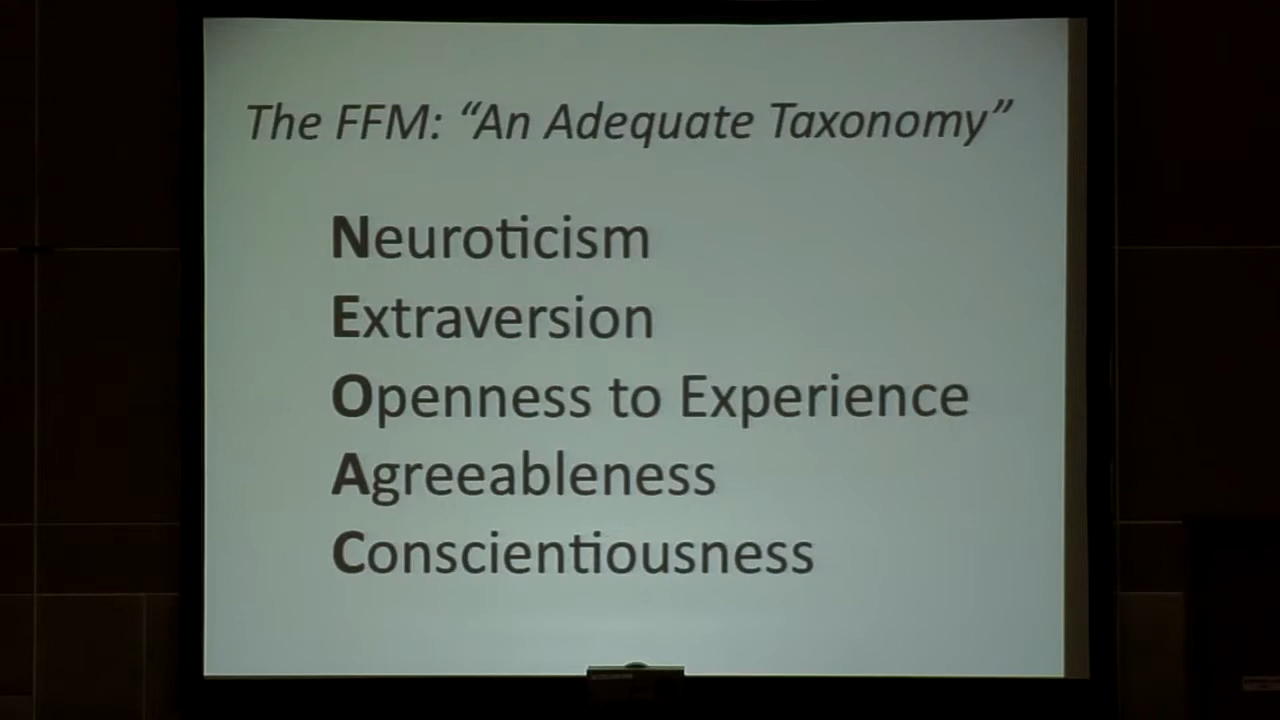 The FFM: “An Adequate Taxonomy”
Neuroticism
Extraversion
Openness to Experience
Agreeableness
Conscientiousness